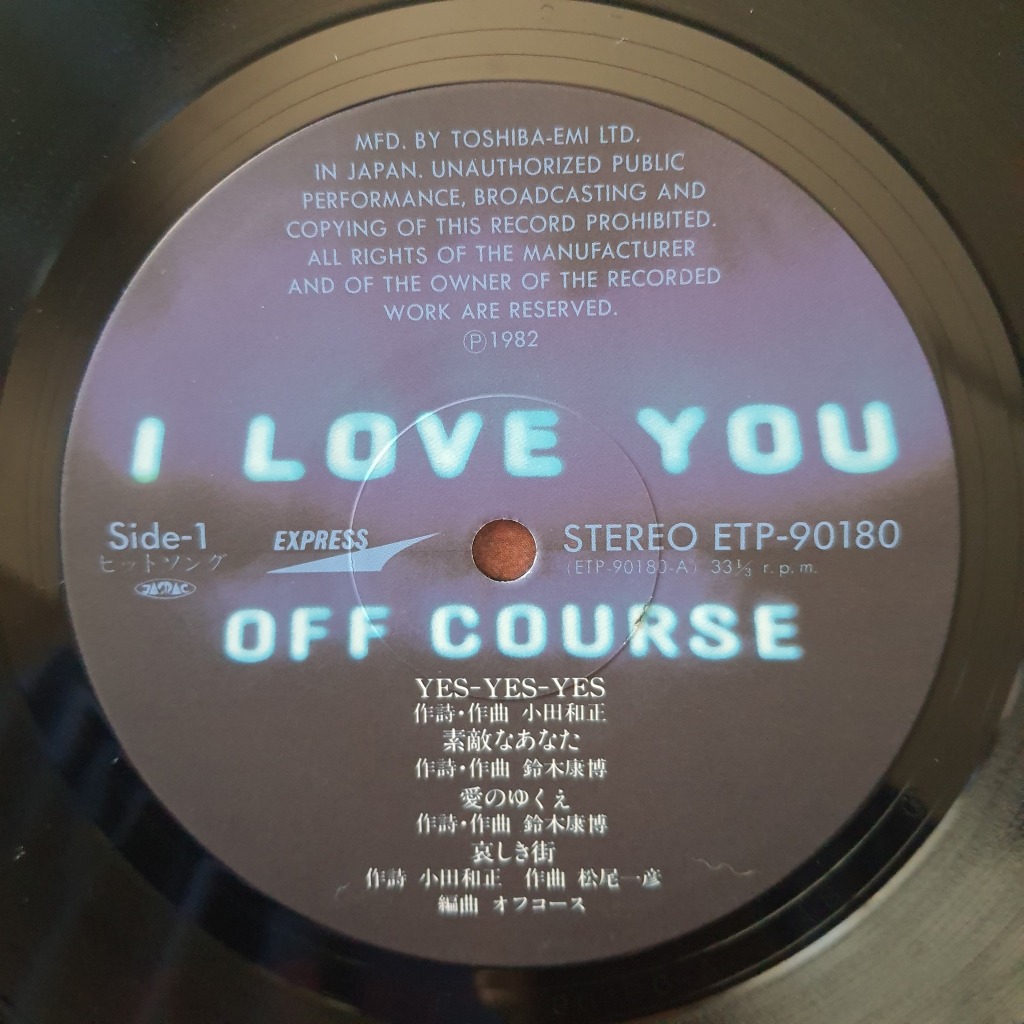 MFD. BY TOSHIBA-EMI LTD.
IN JAPAN. UNAUTHORIZED PUBLIC
PERFORMANCE, BROADCASTING AND
COPYING OF THIS RECORD PROHIBITED.
ALL RIGHTS OF THE MANUFACTURER
AND OF THE OWNER OF THE RECORDED
WORK ARE RESERVED.
Ⓟ1982
I LOVE YOU
Side-1 EXPRESS STEREO ETP-90180
ヒットソング (ETP-90180-A) 33⅓ r.p.m.
JASRAC
OFF COURSE
YES-YES-YES
作詩・作曲 小田和正
素敵なあなた
作詩・作曲 鈴木康博
愛のゆくえ
作詩・作曲 鈴木康博
哀しき街
作詩 小田和正 作曲 松尾一彦
編曲 オフコース